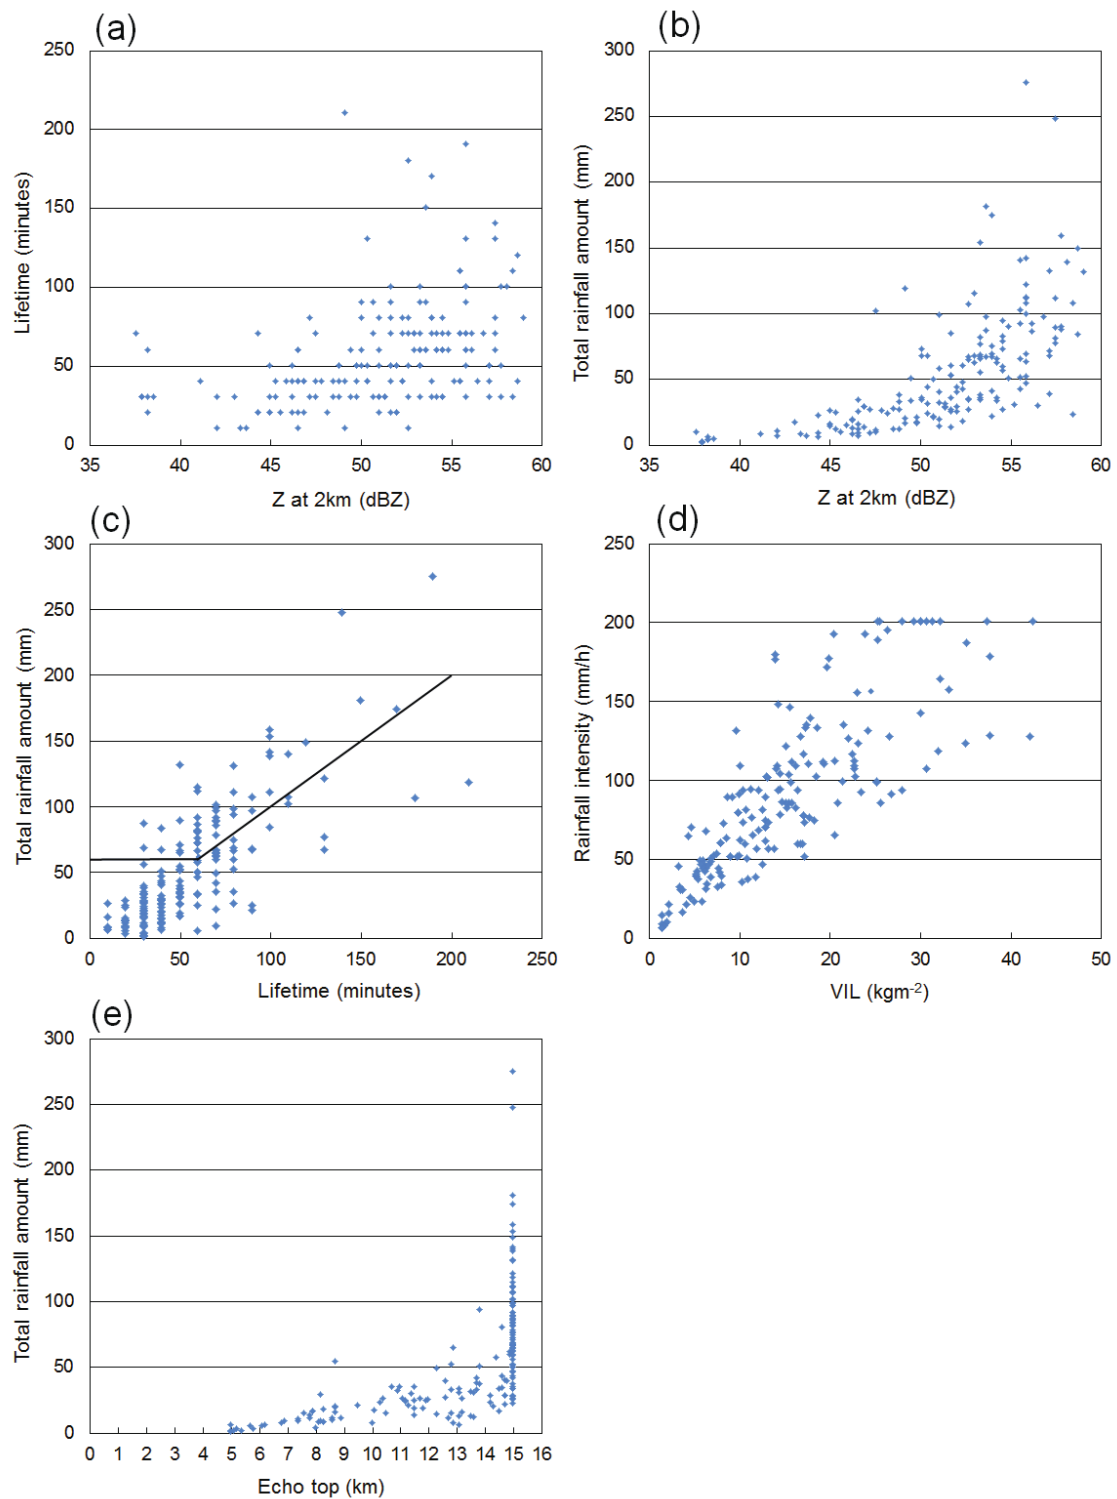 (a)
250
200
150
100
50
0
35 40 45 50 55 60
Lifetime (minutes)
Z at 2km (dBZ)
(b)
300
250
200
150
100
50
0
35 40 45 50 55 60
Total rainfall amount (mm)
Z at 2km (dBZ)
(c)
300
250
200
150
100
50
0
0 50 100 150 200 250
Total rainfall amount (mm)
Lifetime (minutes)
(d)
250
200
150
100
50
0
0 10 20 30 40 50
Rainfall intensity (mm/h)
VIL (kgm-2)
(e)
300
250
200
150
100
50
0
0 1 2 3 4 5 6 7 8 9 10 11 12 13 14 15 16
Total rainfall amount (mm)
Echo top (km)